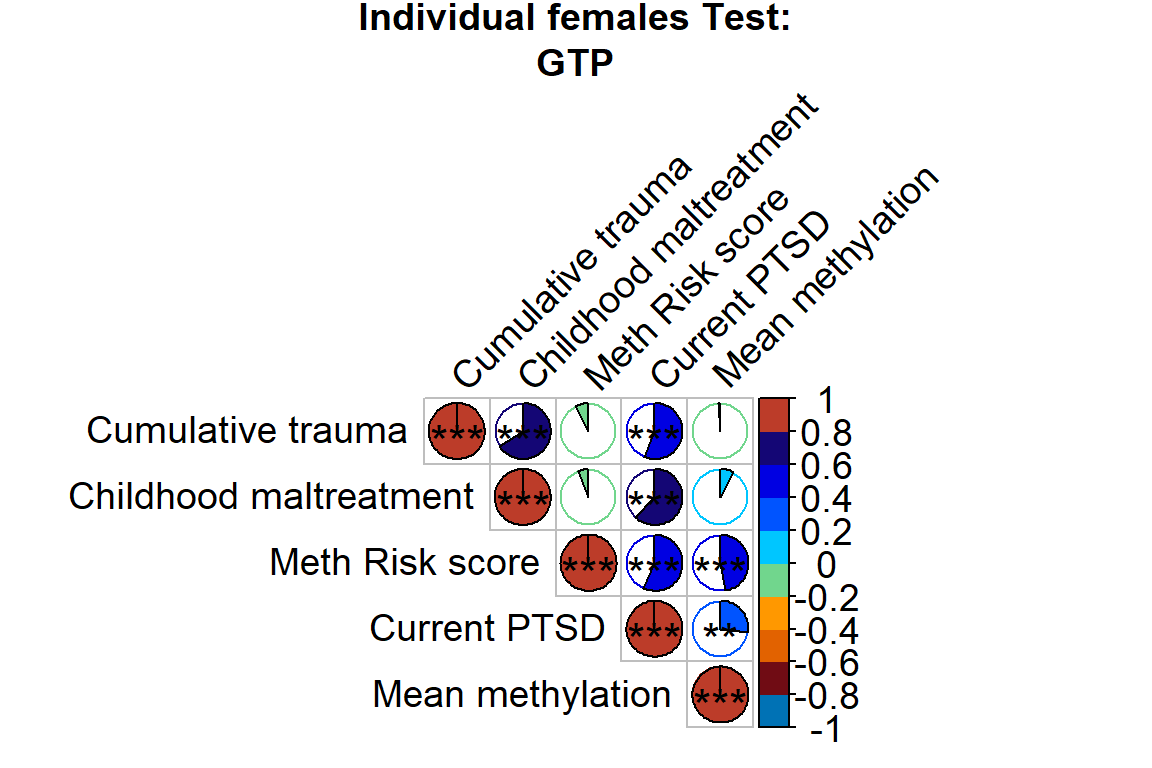 Individual females Test:
GTP
Cumulative trauma
Childhood maltreatment
Meth Risk score
Current PTSD
Mean methylation
Cumulative trauma
***
***
***
Childhood maltreatment
***
***
Meth Risk score
***
***
***
Current PTSD
***
**
Mean methylation
***
1
0.8
0.6
0.4
0.2
0
-0.2
-0.4
-0.6
-0.8
-1